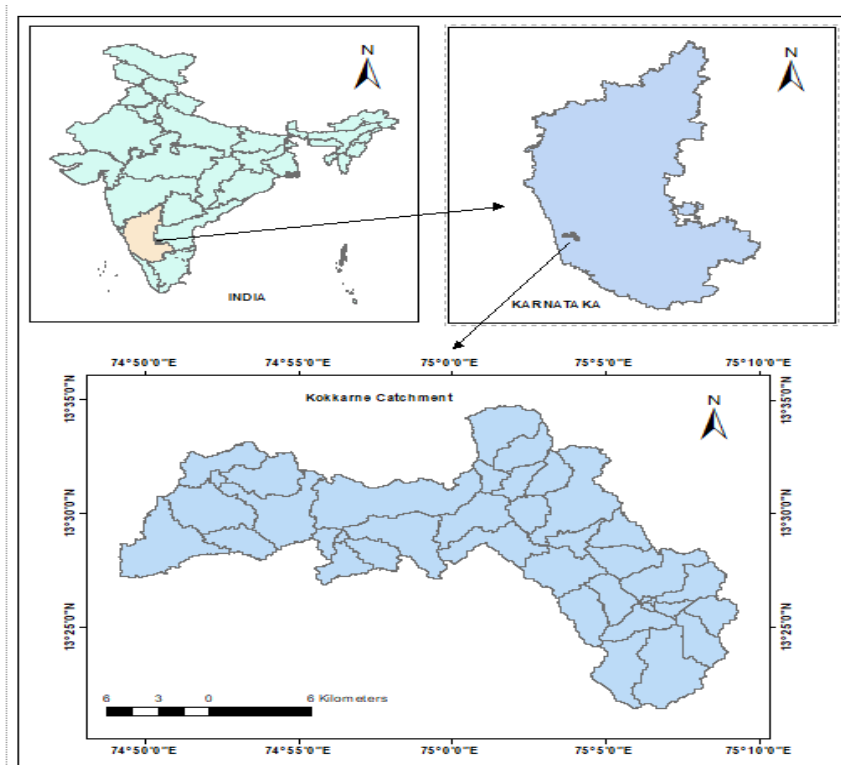 N
N
INDIA
KARNATAKA
74°50'0"E 74°55'0"E 75°0'0"E 75°5'0"E 75°10'0"E
Kokkarne Catchment
N
13°35'0"N 13°35'0"N
13°30'0"N 13°30'0"N
13°25'0"N 13°25'0"N
6 3 0 6 Kilometers
74°50'0"E 74°55'0"E 75°0'0"E 75°5'0"E 75°10'0"E